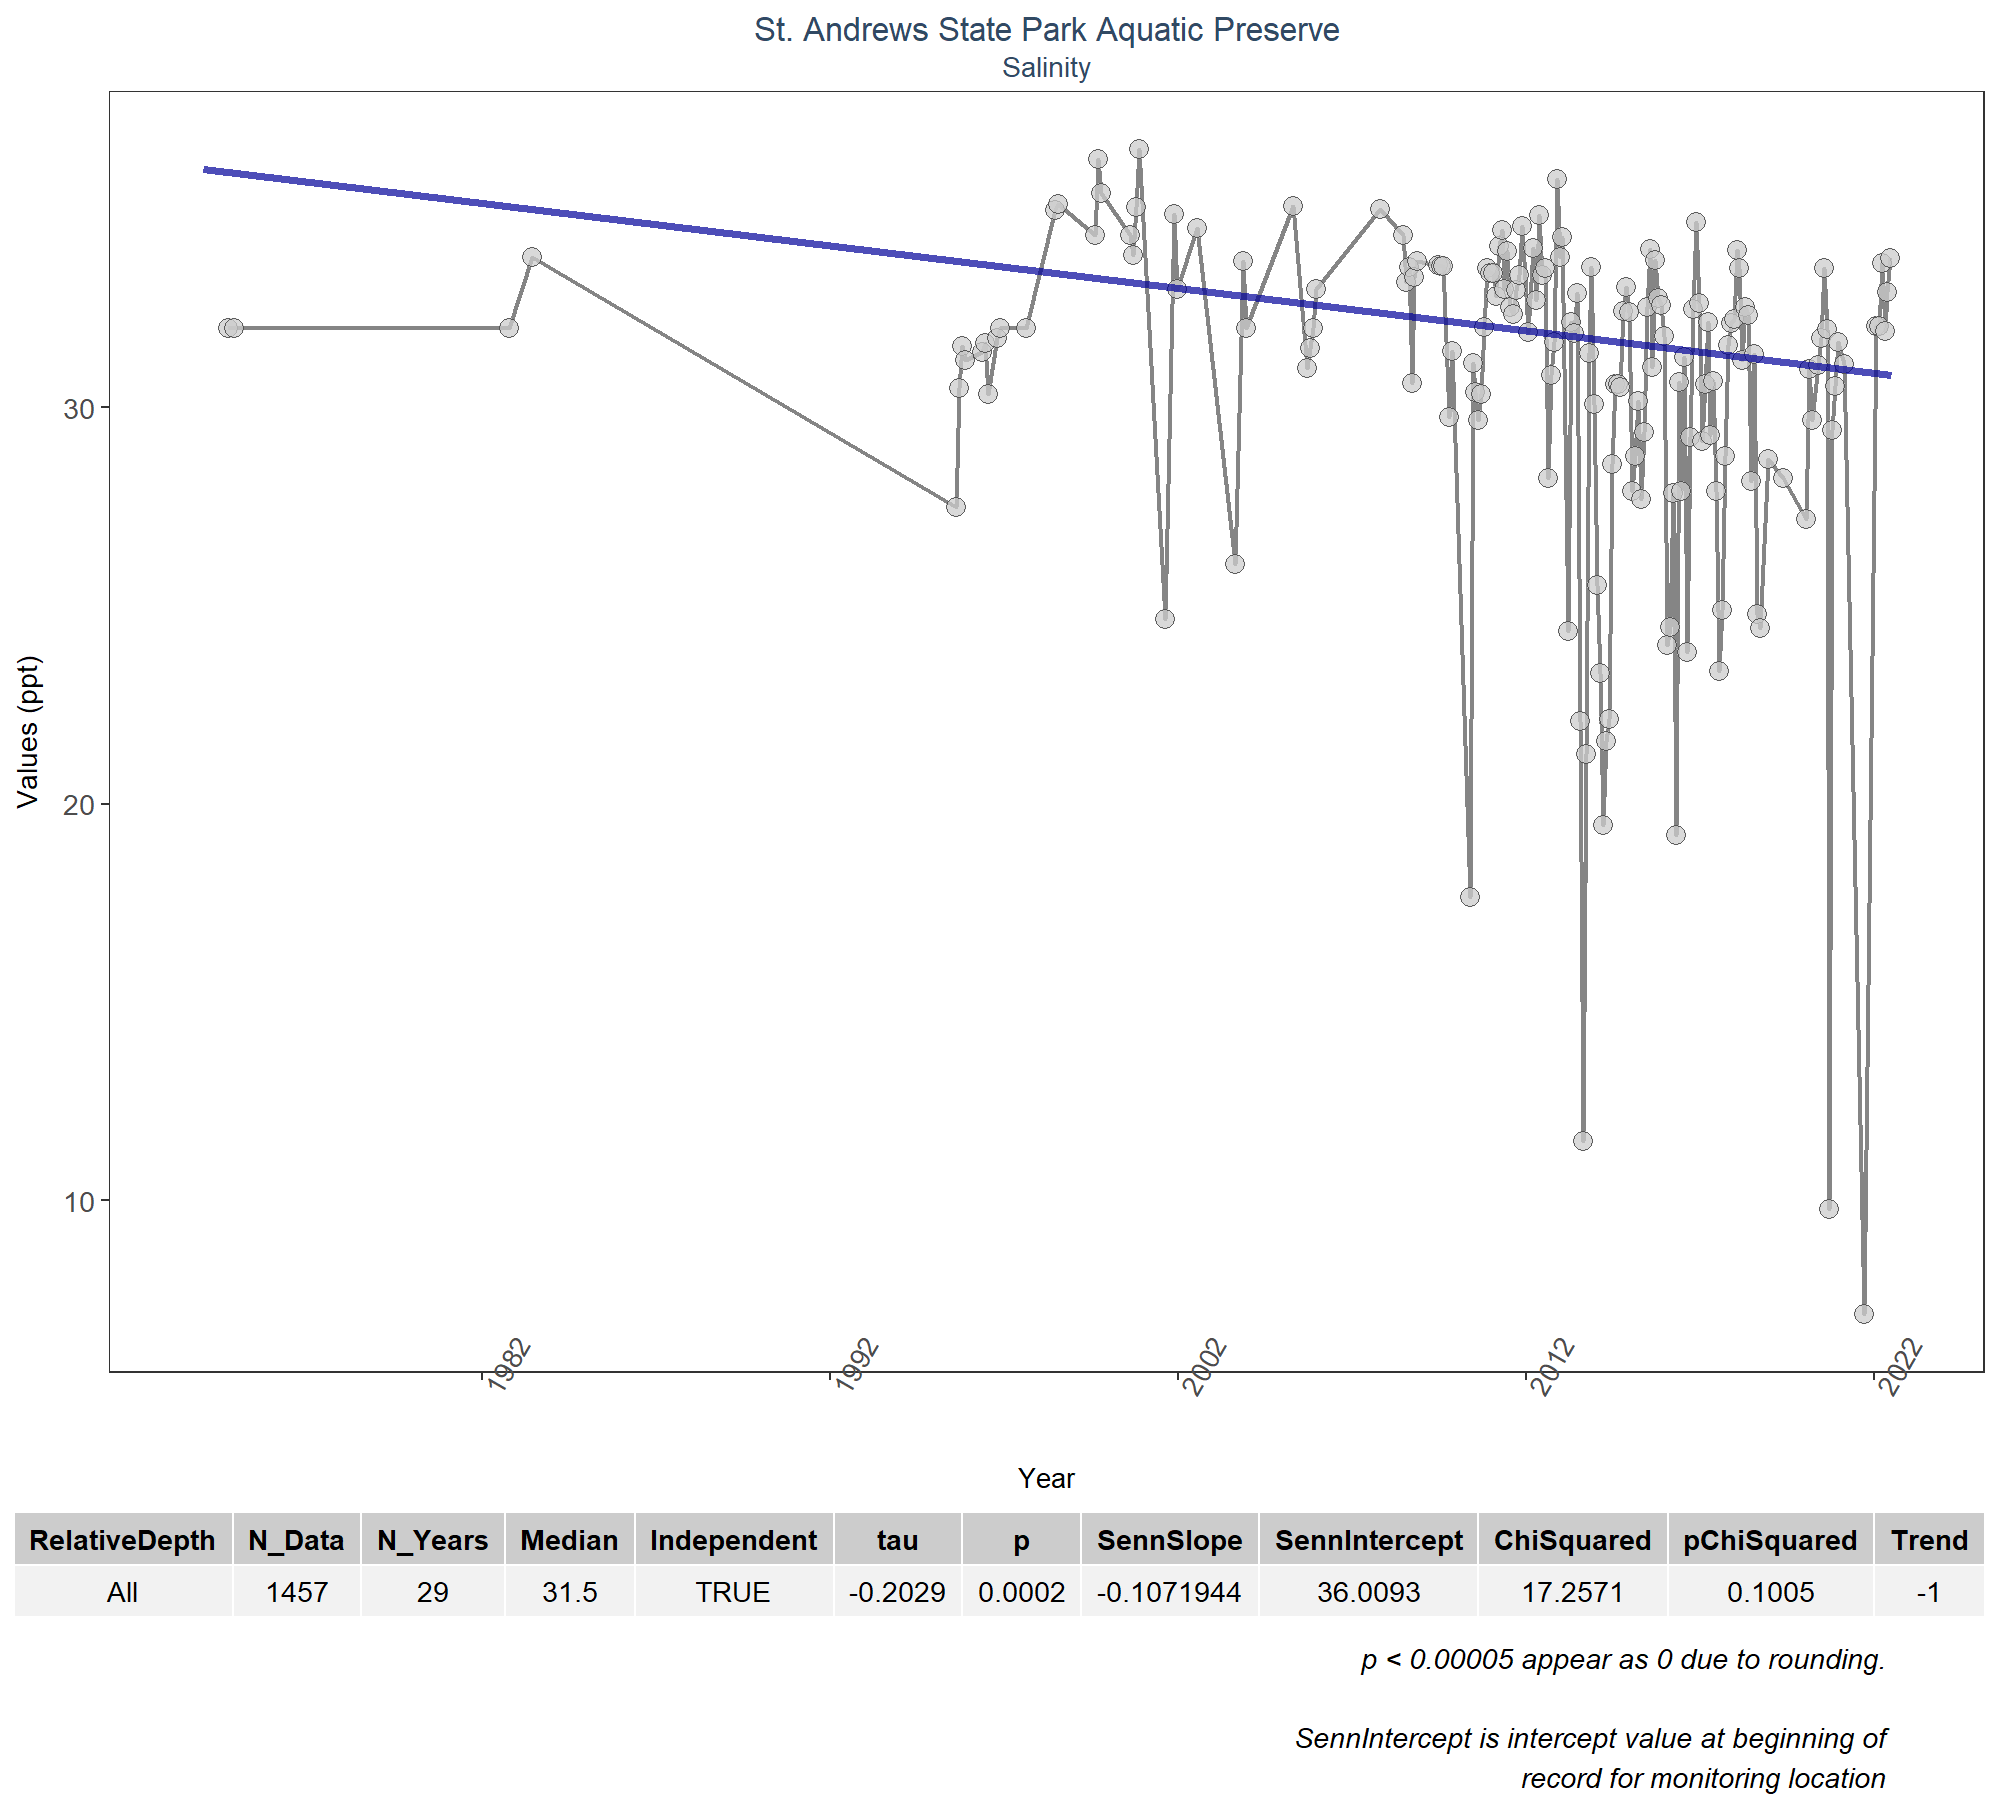 St. Andrews State Park Aquatic Preserve
Salinity
Values (ppt)
30
20
10
1982
1992
2002
2012
2022
Year
RelativeDepth N_Data N_Years Median Independent tau p SennSlope SennIntercept ChiSquared pChiSquared Trend
All 1457 29 31.5 TRUE -0.2029 0.0002 -0.1071944 36.0093 17.2571 0.1005 -1
p < 0.00005 appear as 0 due to rounding.
SennIntercept is intercept value at beginning of
record for monitoring location